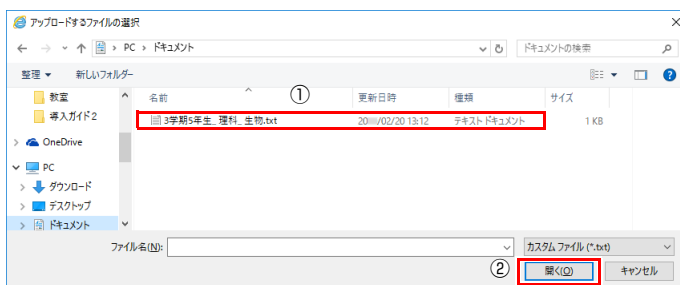 アップロードするファイルの選択
PC › ドキュメント
ドキュメントの検索
整理 新しいフォルダー
教室
導入ガイド2
OneDrive
PC
ダウンロード
デスクトップ
ドキュメント
①
名前 更新日時 種類 サイズ
3学期5年生_理科_生物.txt 20 /02/20 13:12 テキスト ドキュメント 1 KB
ファイル名(N): カスタム ファイル (*.txt)
② 開く(O) キャンセル